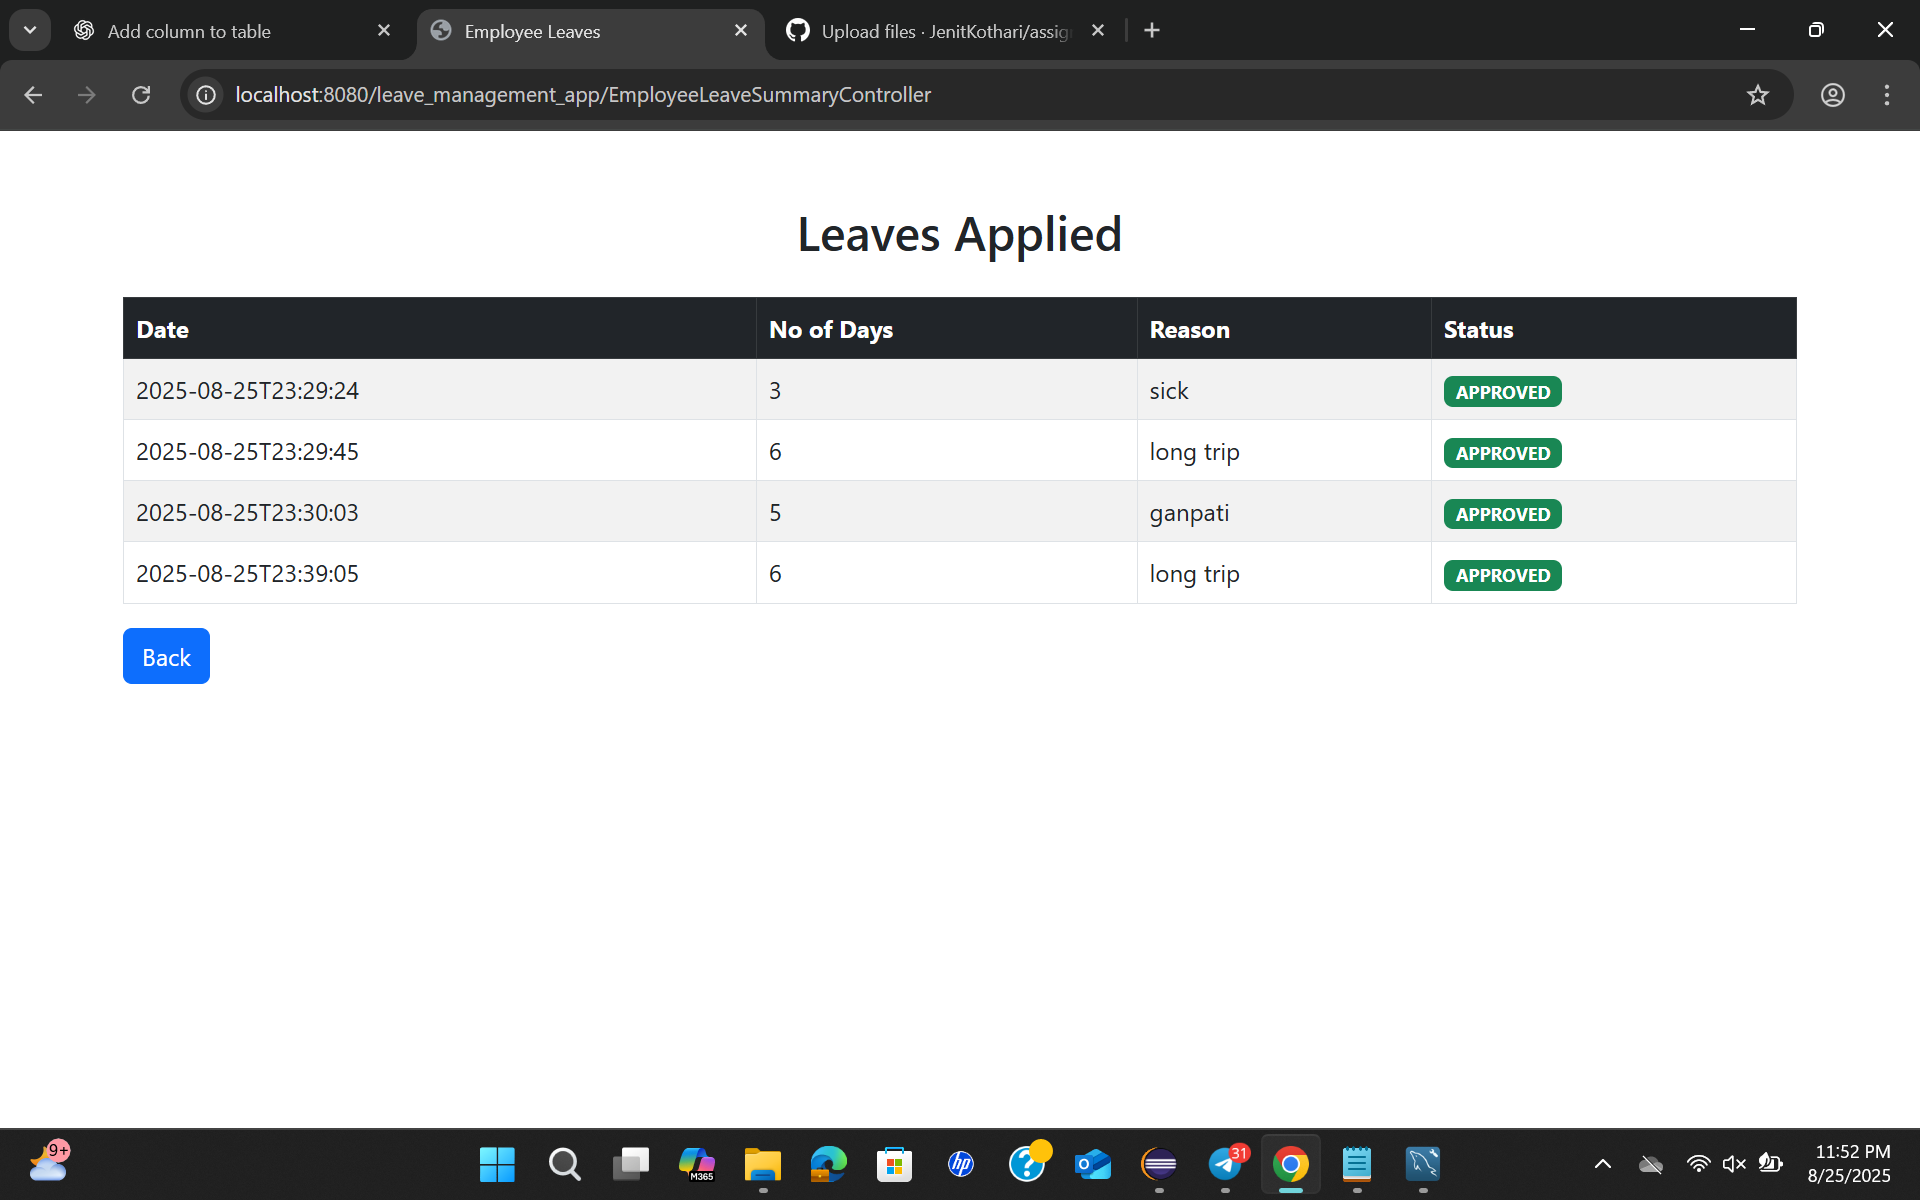 Add column to table
Employee Leaves
Upload files · JenitKothari/assig
localhost:8080/leave_management_app/EmployeeLeaveSummaryController
Leaves Applied
Date No of Days Reason Status
2025-08-25T23:29:24 3 sick APPROVED
2025-08-25T23:29:45 6 long trip APPROVED
2025-08-25T23:30:03 5 ganpati APPROVED
2025-08-25T23:39:05 6 long trip APPROVED
Back
9+
M365
hp
31
11:52 PM
8/25/2025